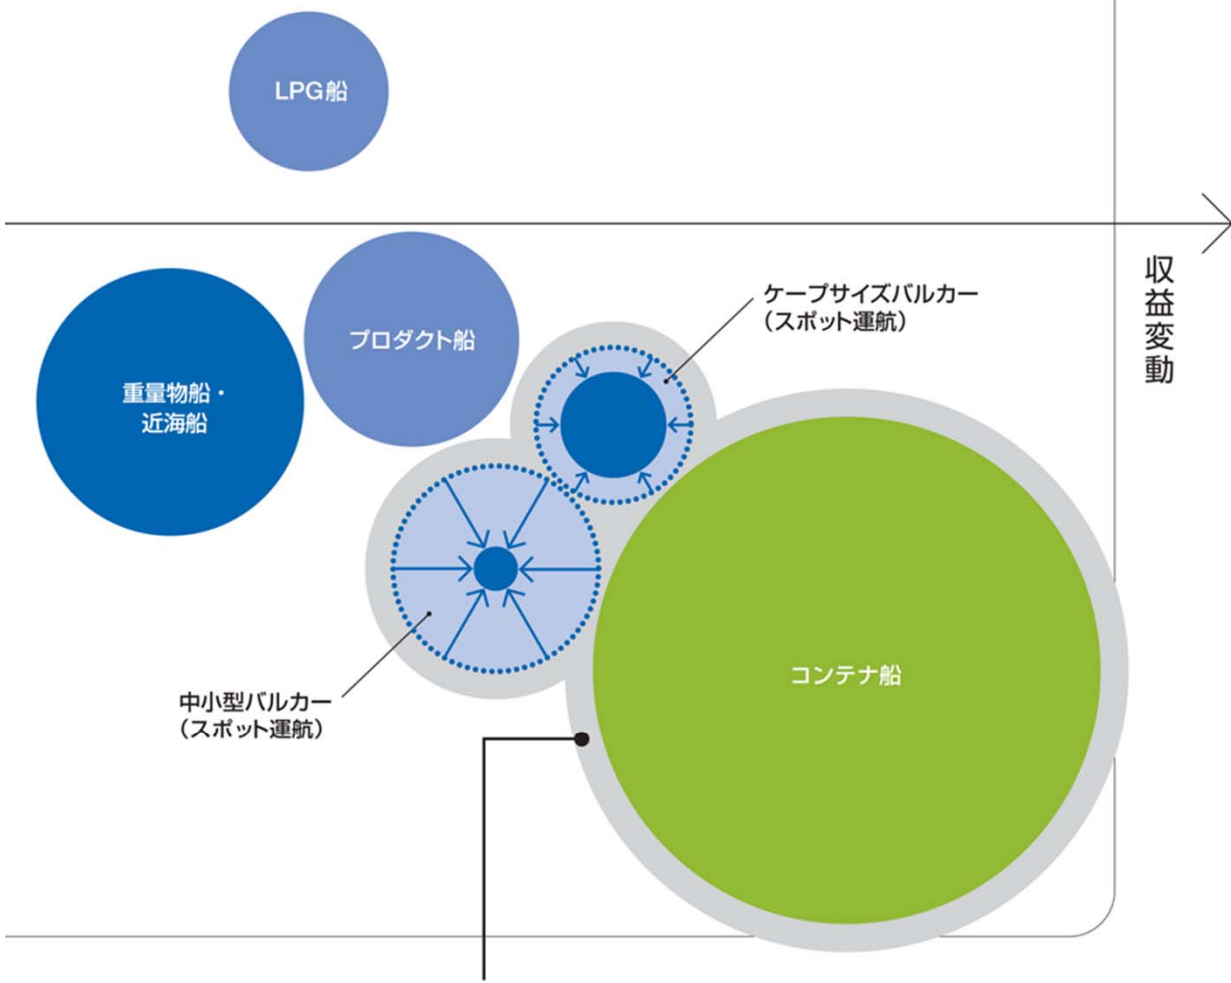 LPG船
収益変動
ケープサイズバルカー
（スポット運航）
プロダクト船
重量物船・
近海船
コンテナ船
中小型バルカー
（スポット運航）